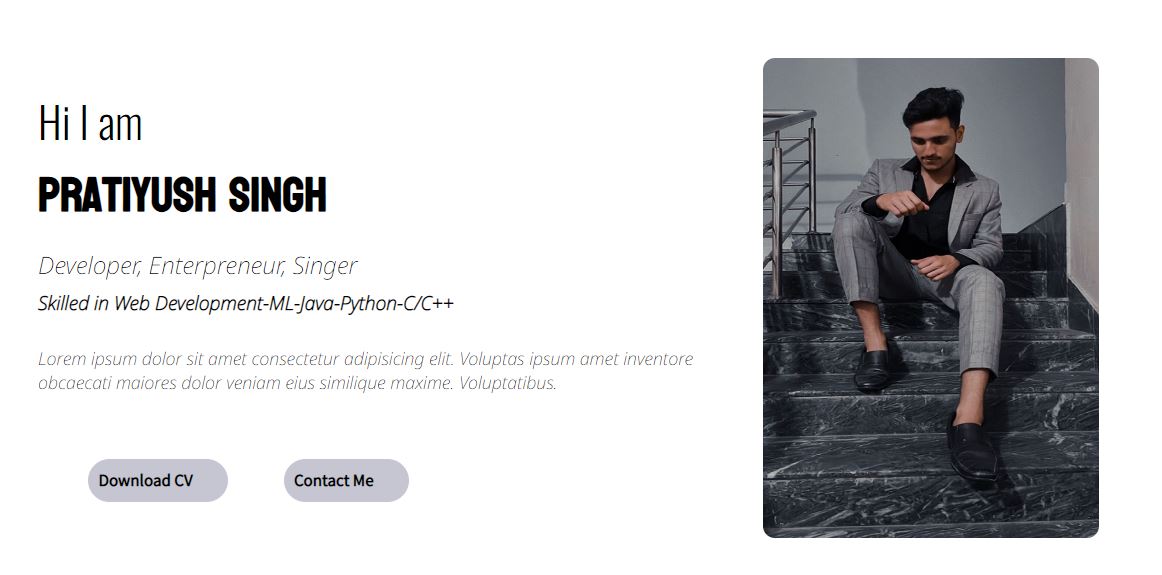 Hi I am
PRATIYUSH SINGH
Developer, Enterpreneur, Singer
Skilled in Web Development-ML-Java-Python-C/C++
Lorem ipsum dolor sit amet consectetur adipisicing elit. Voluptas ipsum amet inventore
obcaecati maiores dolor veniam eius similique maxime. Voluptatibus.
Download CV
Contact Me